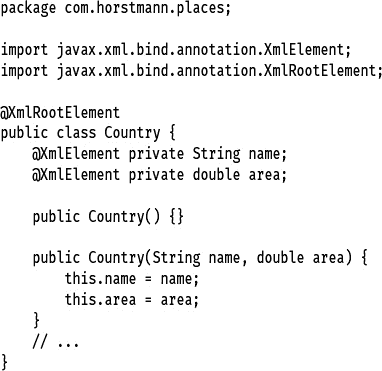 package com.horstmann.places;

import javax.xml.bind.annotation.XmlElement;
import javax.xml.bind.annotation.XmlRootElement;

@XmlRootElement
public class Country {
    @XmlElement private String name;
    @XmlElement private double area;

    public Country() {}

    public Country(String name, double area) {
        this.name = name;
        this.area = area;
    }
    // ...
}